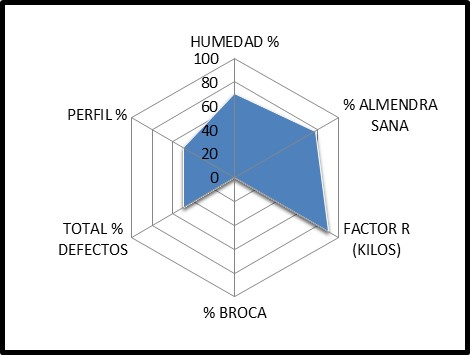 HUMEDAD %
100
80
60
40
20
0
% ALMENDRA
SANA
FACTOR R
(KILOS)
% BROCA
TOTAL %
DEFECTOS
PERFIL %